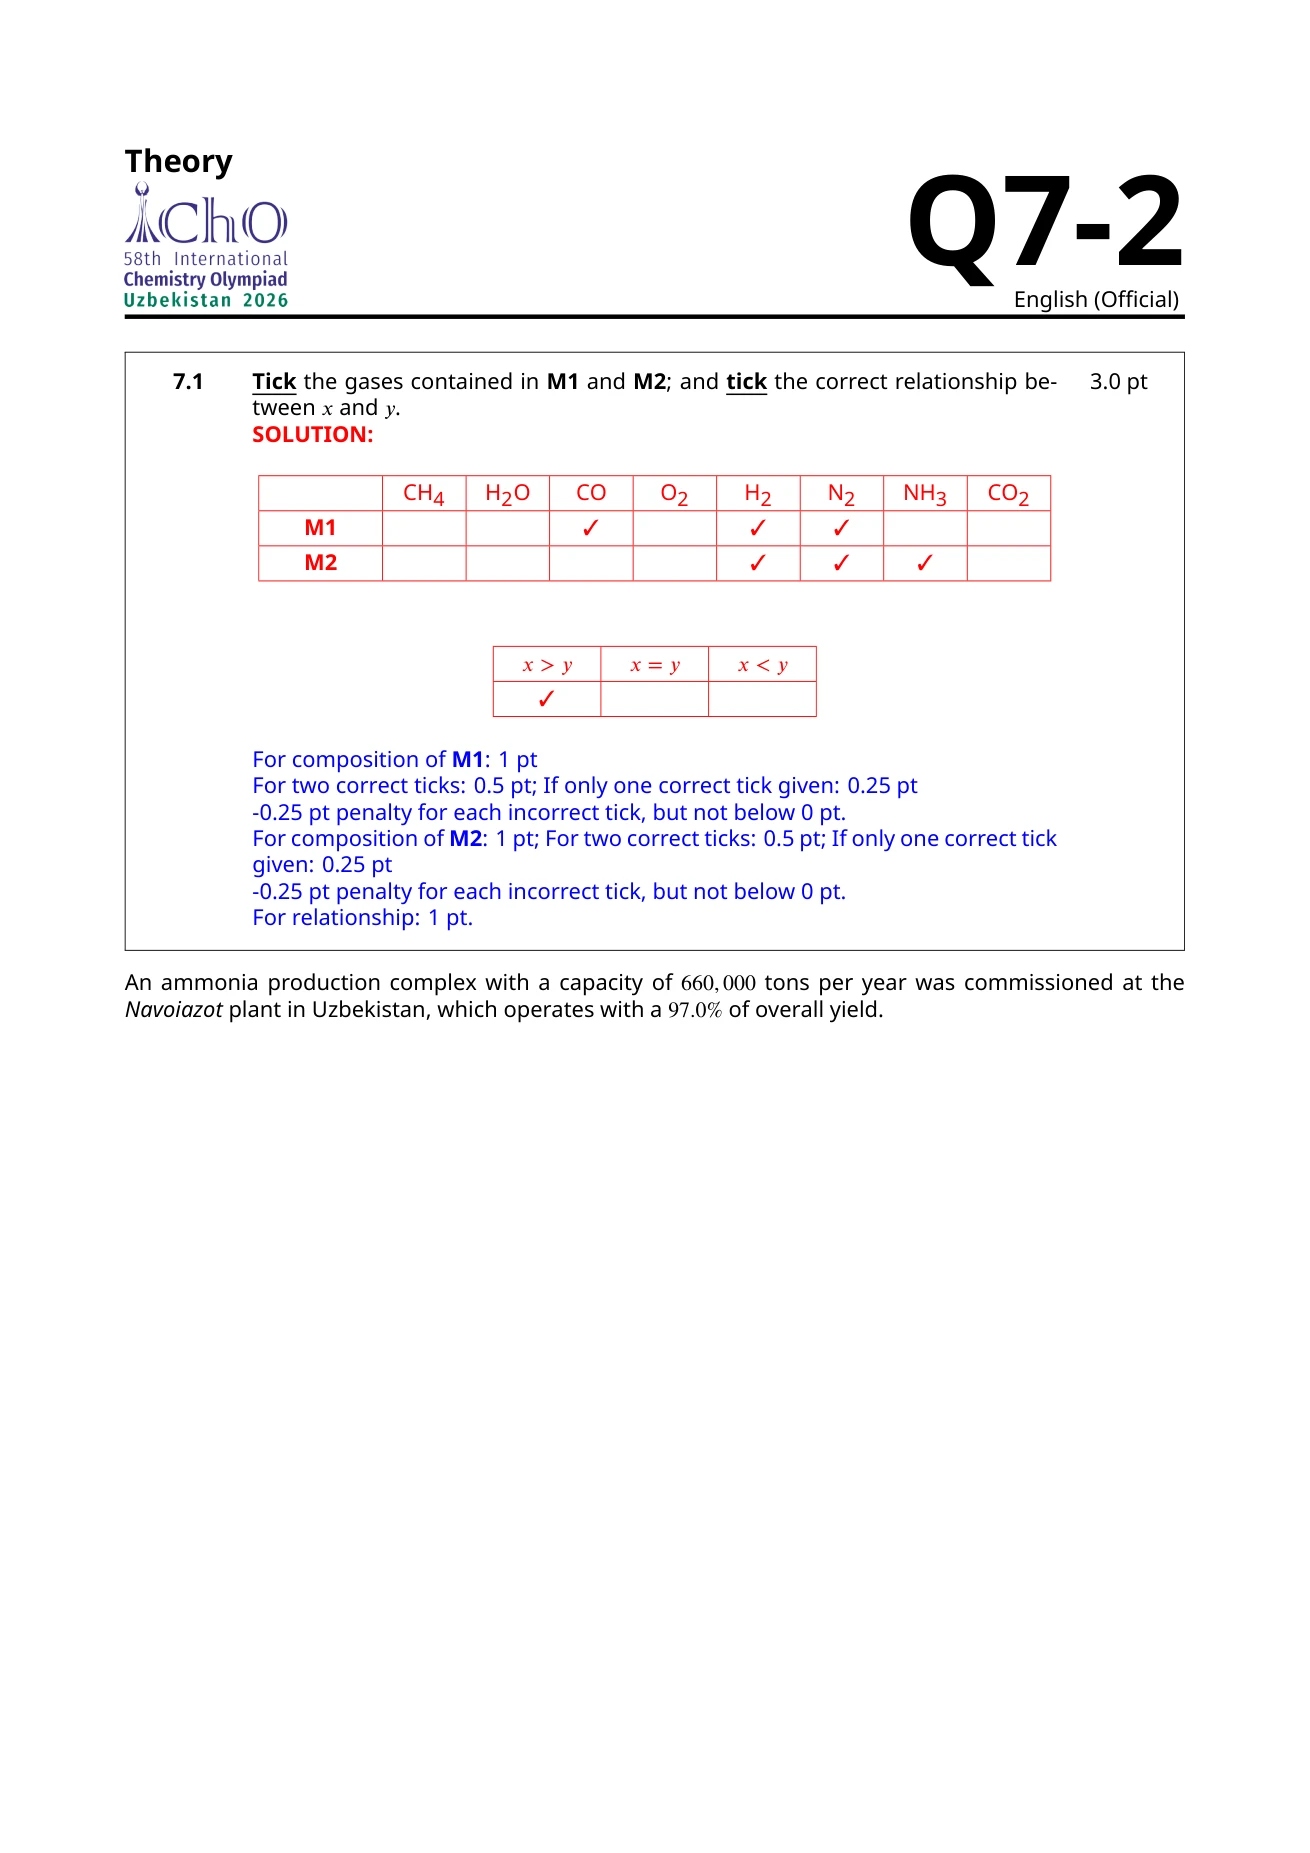 Theory
IChO
58th International
Chemistry Olympiad
Uzbekistan 2026
Q7-2
English (Official)
7.1 Tick the gases contained in M1 and M2; and tick the correct relationship be- 3.0 pt
tween x and y.
SOLUTION:
CH4 H2O CO O2 H2 N2 NH3 CO2
M1 ✓ ✓ ✓
M2 ✓ ✓ ✓
x > y x = y x < y
✓
For composition of M1: 1 pt
For two correct ticks: 0.5 pt; If only one correct tick given: 0.25 pt
-0.25 pt penalty for each incorrect tick, but not below 0 pt.
For composition of M2: 1 pt; For two correct ticks: 0.5 pt; If only one correct tick
given: 0.25 pt
-0.25 pt penalty for each incorrect tick, but not below 0 pt.
For relationship: 1 pt.
An ammonia production complex with a capacity of 660,000 tons per year was commissioned at the
Navoiazot plant in Uzbekistan, which operates with a 97.0% of overall yield.